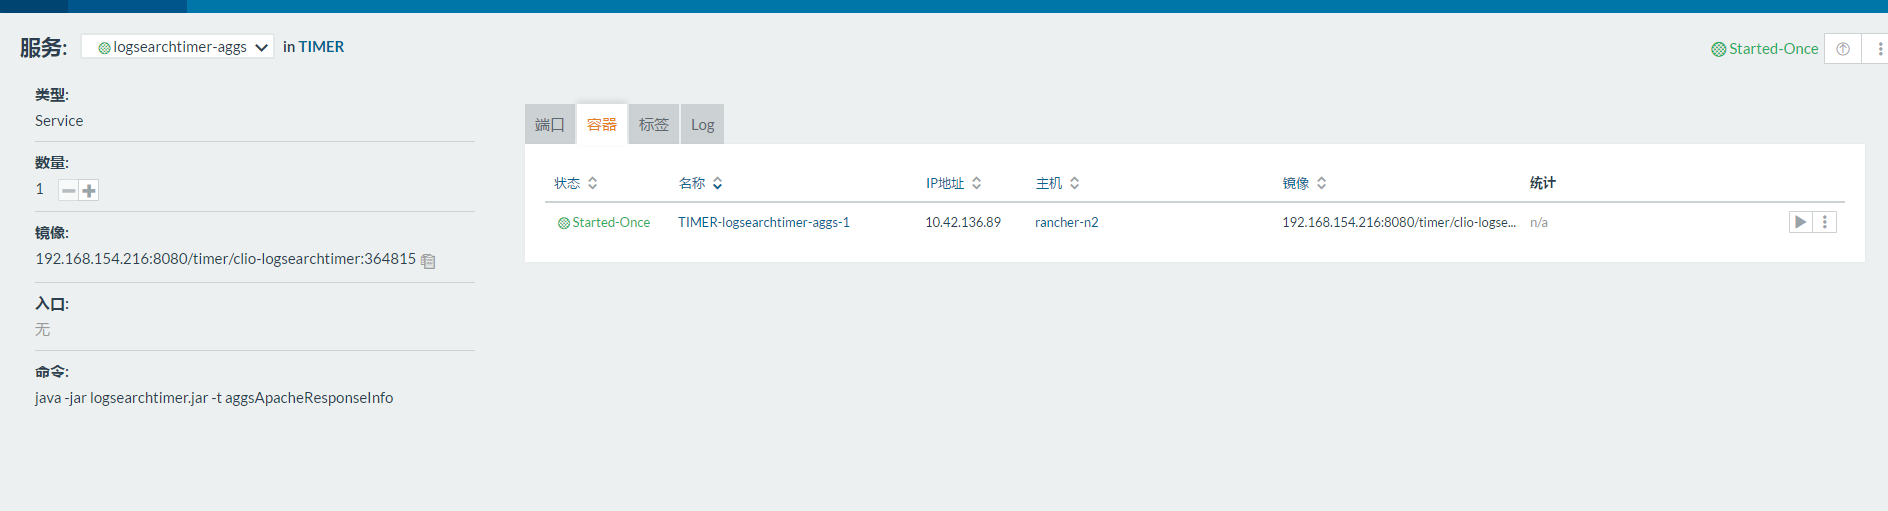 服务: logsearchtimer-aggs in TIMER
Started-Once
类型:
Service
数量:
1
镜像:
192.168.154.216:8080/timer/clio-logsearchtimer:364815
入口:
无
命令:
java -jar logsearchtimer.jar -t aggsApacheResponseInfo
端口 容器 标签 Log
状态 名称 IP地址 主机 镜像 统计
Started-Once TIMER-logsearchtimer-aggs-1 10.42.136.89 rancher-n2 192.168.154.216:8080/timer/clio-logse... n/a